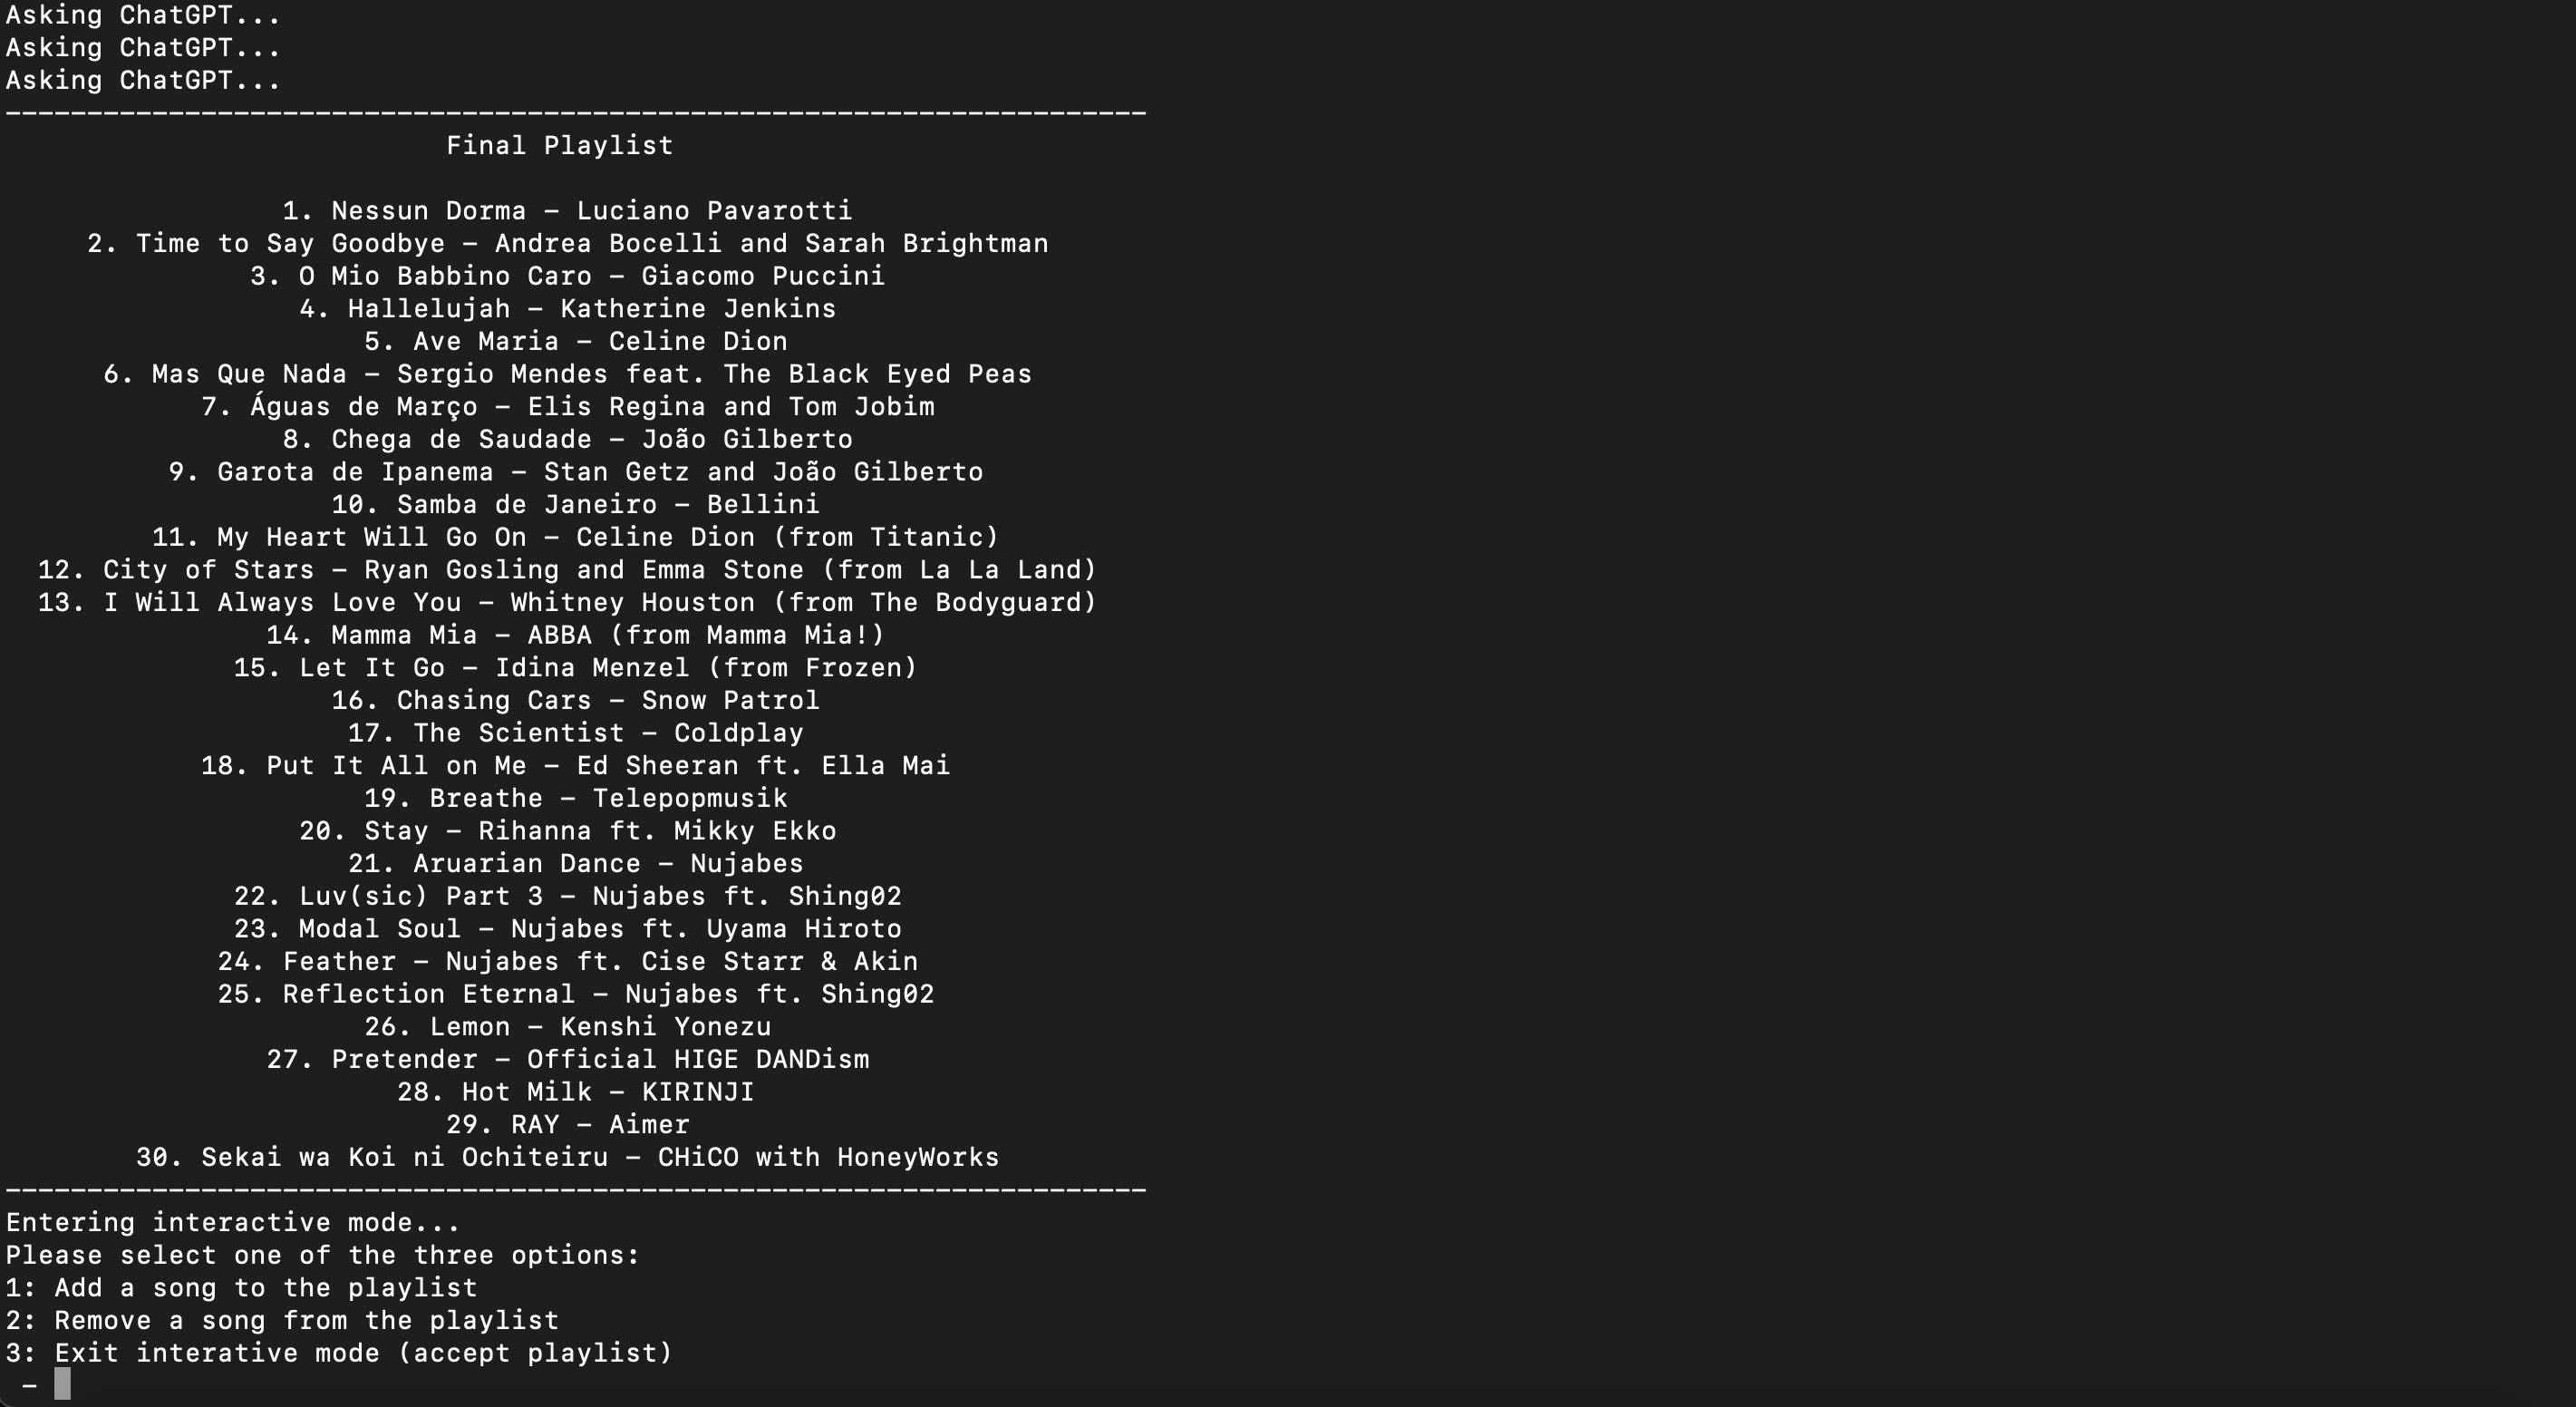 Asking ChatGPT...
Asking ChatGPT...
Asking ChatGPT...
----------------------------------------------------------------------
Final Playlist
1. Nessun Dorma - Luciano Pavarotti
2. Time to Say Goodbye - Andrea Bocelli and Sarah Brightman
3. O Mio Babbino Caro - Giacomo Puccini
4. Hallelujah - Katherine Jenkins
5. Ave Maria - Celine Dion
6. Mas Que Nada - Sergio Mendes feat. The Black Eyed Peas
7. Águas de Março - Elis Regina and Tom Jobim
8. Chega de Saudade - João Gilberto
9. Garota de Ipanema - Stan Getz and João Gilberto
10. Samba de Janeiro - Bellini
11. My Heart Will Go On - Celine Dion (from Titanic)
12. City of Stars - Ryan Gosling and Emma Stone (from La La Land)
13. I Will Always Love You - Whitney Houston (from The Bodyguard)
14. Mamma Mia - ABBA (from Mamma Mia!)
15. Let It Go - Idina Menzel (from Frozen)
16. Chasing Cars - Snow Patrol
17. The Scientist - Coldplay
18. Put It All on Me - Ed Sheeran ft. Ella Mai
19. Breathe - Telepopmusik
20. Stay - Rihanna ft. Mikky Ekko
21. Aruarian Dance - Nujabes
22. Luv(sic) Part 3 - Nujabes ft. Shing02
23. Modal Soul - Nujabes ft. Uyama Hiroto
24. Feather - Nujabes ft. Cise Starr & Akin
25. Reflection Eternal - Nujabes ft. Shing02
26. Lemon - Kenshi Yonezu
27. Pretender - Official HIGE DANDism
28. Hot Milk - KIRINJI
29. RAY - Aimer
30. Sekai wa Koi ni Ochiteiru - CHiCO with HoneyWorks
----------------------------------------------------------------------
Entering interactive mode...
Please select one of the three options:
1: Add a song to the playlist
2: Remove a song from the playlist
3: Exit interative mode (accept playlist)
-